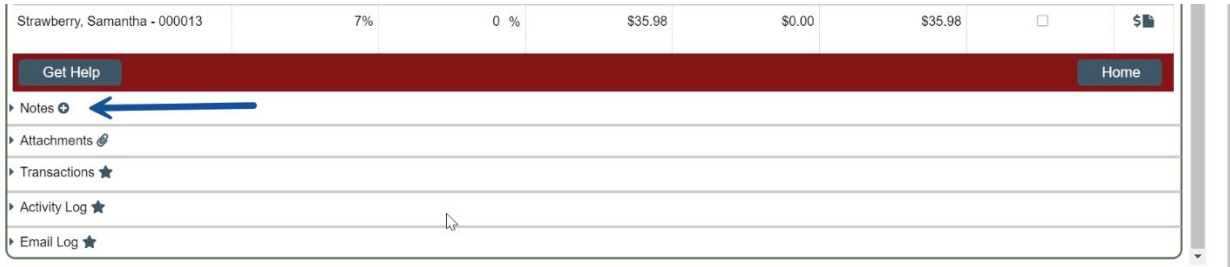 Strawberry, Samantha - 000013 7% 0 % $35.98 $0.00 $35.98 $
Get Help Home
Notes
Attachments
Transactions
Activity Log
Email Log